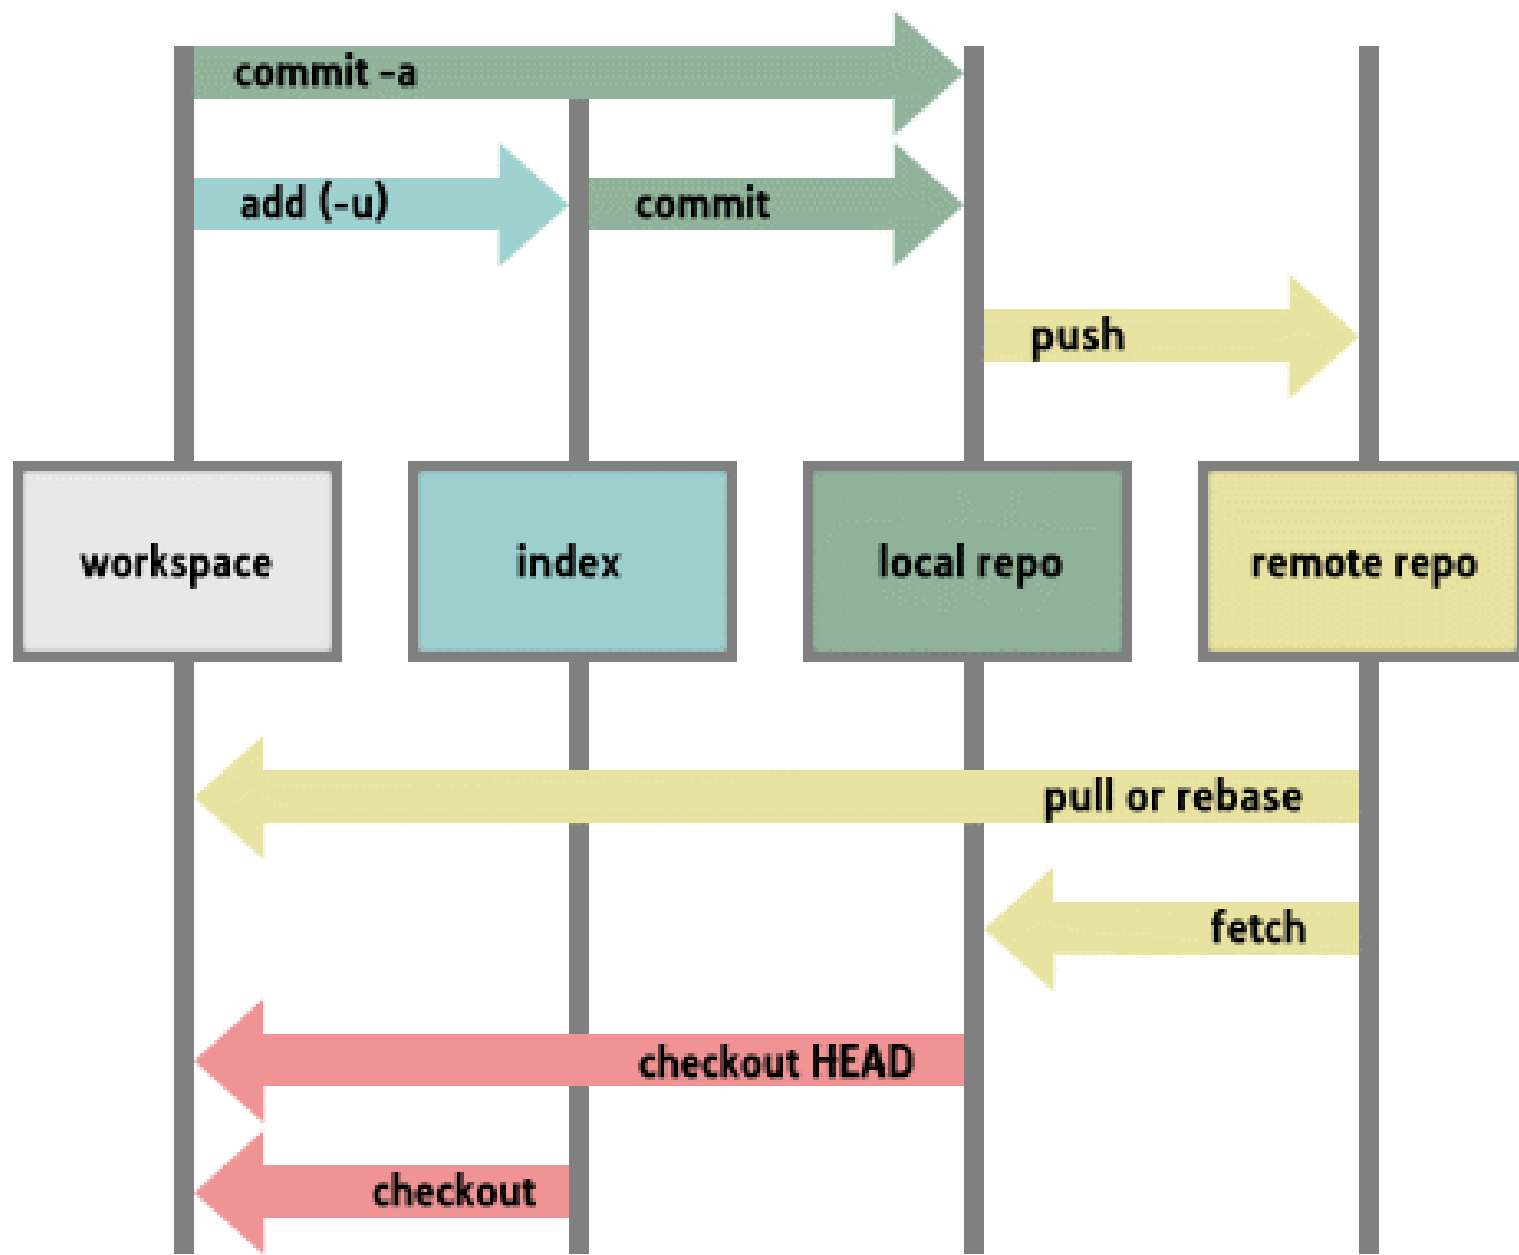 commit -a
add (-u)
commit
push
workspace
index
local repo
remote repo
pull or rebase
fetch
checkout HEAD
checkout